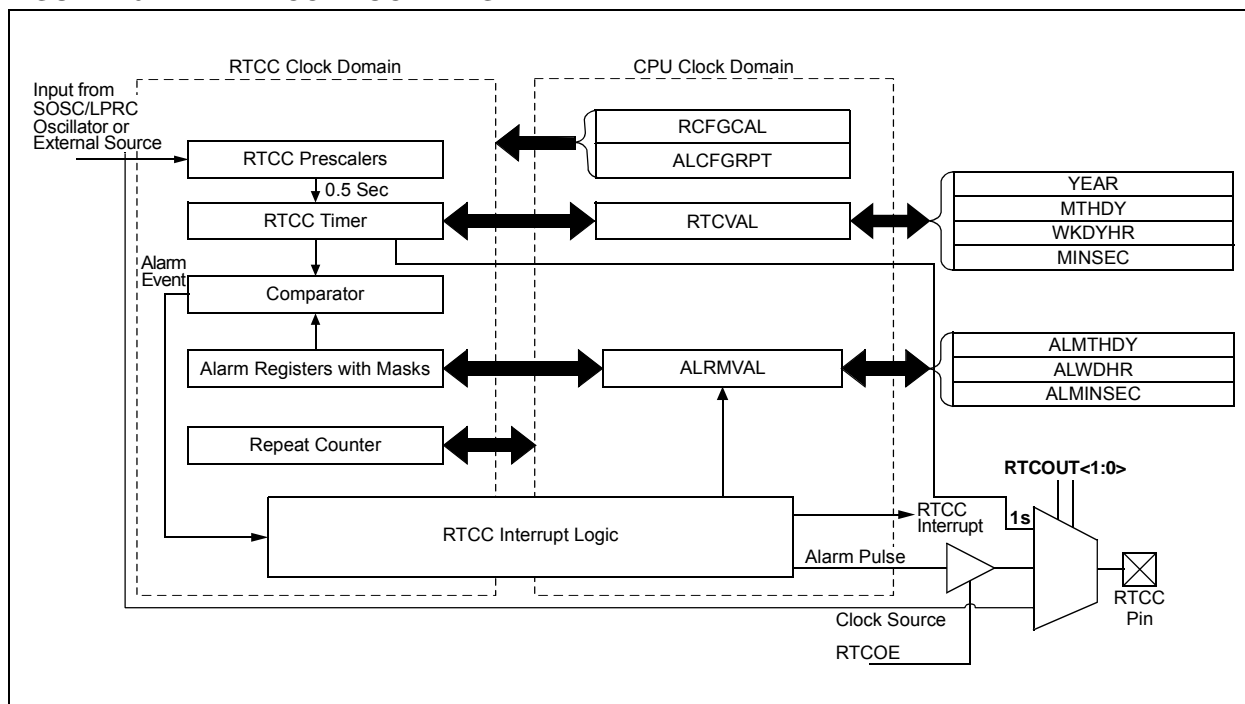 RTCC Clock Domain
CPU Clock Domain
Input from
SOSC/LPRC
Oscillator or
External Source
RTCC Prescalers
0.5 Sec
RTCC Timer
Alarm
Event
Comparator
Alarm Registers with Masks
Repeat Counter
RCFGCAL
ALCFGRPT
RTCVAL
YEAR
MTHDY
WKDYHR
MINSEC
ALRMVAL
ALMTHDY
ALWDHR
ALMINSEC
RTCC Interrupt Logic
RTCC
Interrupt
Alarm Pulse
Clock Source
RTCOE
RTCOUT<1:0>
1s
RTCC
Pin